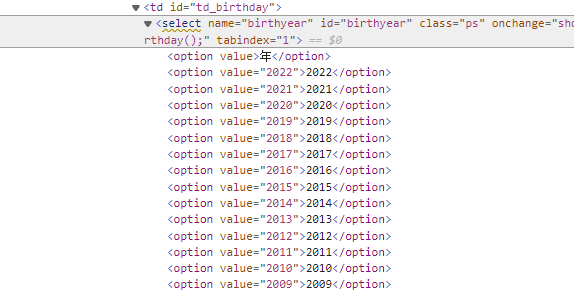 ▼<td id="td_birthday">
▼<select name="birthyear" id="birthyear" class="ps" onchange="sho
rthday();" tabindex="1"> == $0
<option value>年</option>
<option value="2022">2022</option>
<option value="2021">2021</option>
<option value="2020">2020</option>
<option value="2019">2019</option>
<option value="2018">2018</option>
<option value="2017">2017</option>
<option value="2016">2016</option>
<option value="2015">2015</option>
<option value="2014">2014</option>
<option value="2013">2013</option>
<option value="2012">2012</option>
<option value="2011">2011</option>
<option value="2010">2010</option>
<option value="2009">2009</option>